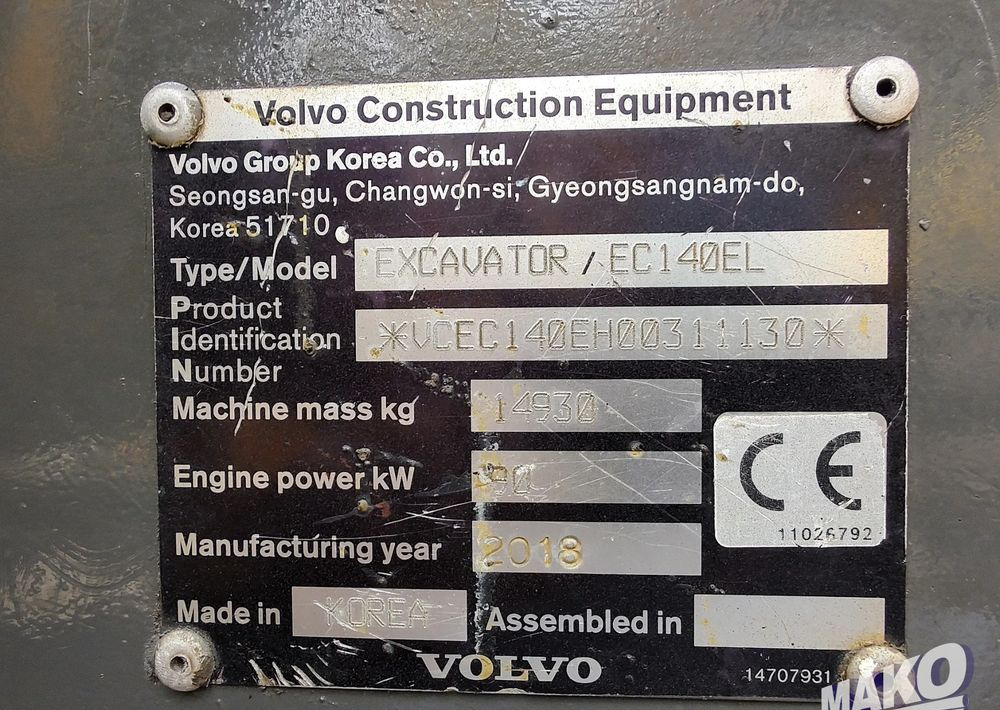 Volvo Construction Equipment
Volvo Group Korea Co., Ltd.
Seongsan-gu, Changwon-si, Gyeongsangnam-do,
Korea 51710
Type/Model EXCAVATOR / EC140EL
Product
Identification *VCEC140EH00311130*
Number
Machine mass kg 14930
Engine power kW 90
CE
11026792
Manufacturing year 2018
Made in KOREA Assembled in
VOLVO 14707931
MAKO